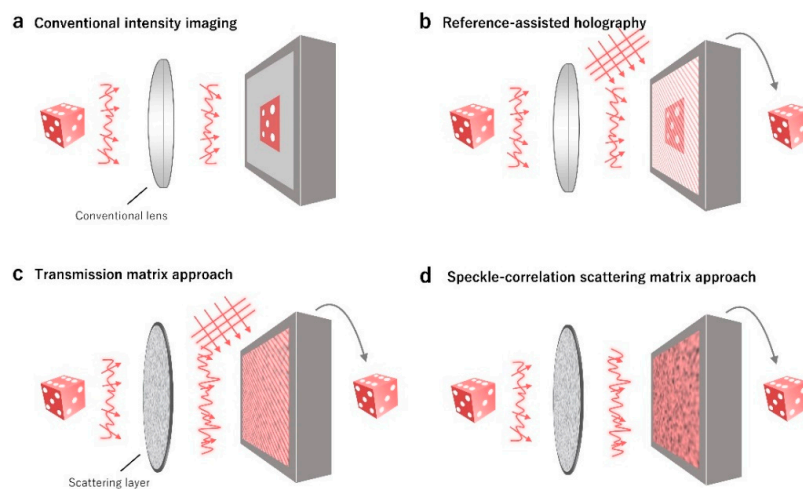 a Conventional intensity imaging
b Reference-assisted holography
Conventional lens
c Transmission matrix approach
d Speckle-correlation scattering matrix approach
Scattering layer